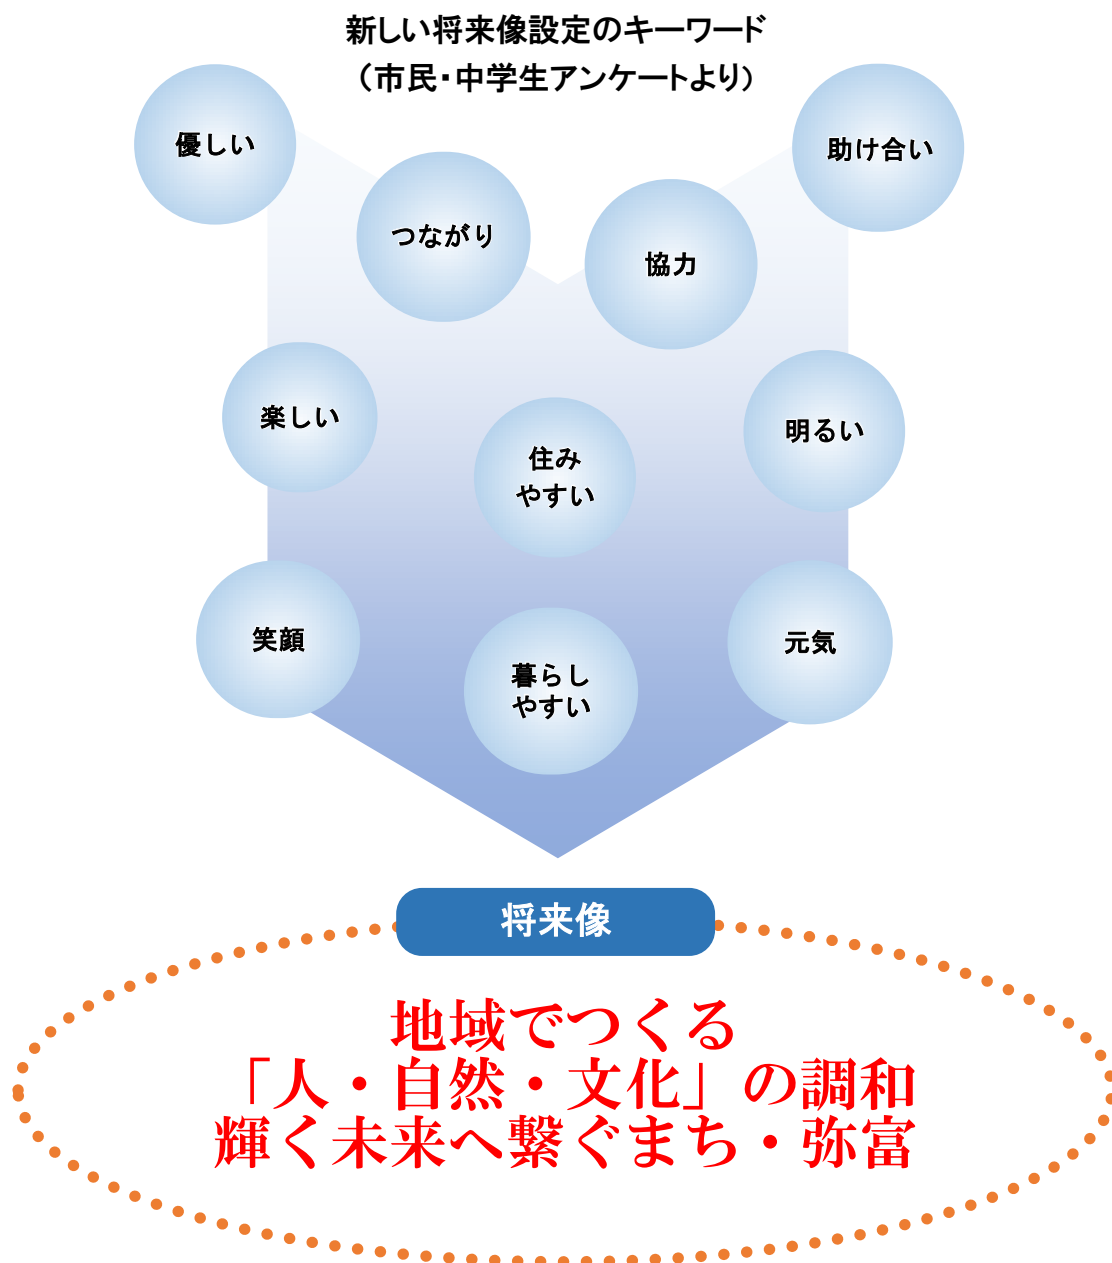 新しい将来像設定のキーワード
（市民・中学生アンケートより）
優しい
助け合い
つながり
協力
楽しい
明るい
住み
やすい
笑顔
元気
暮らし
やすい
将来像
地域でつくる
「人・自然・文化」の調和
輝く未来へ繋ぐまち・弥富